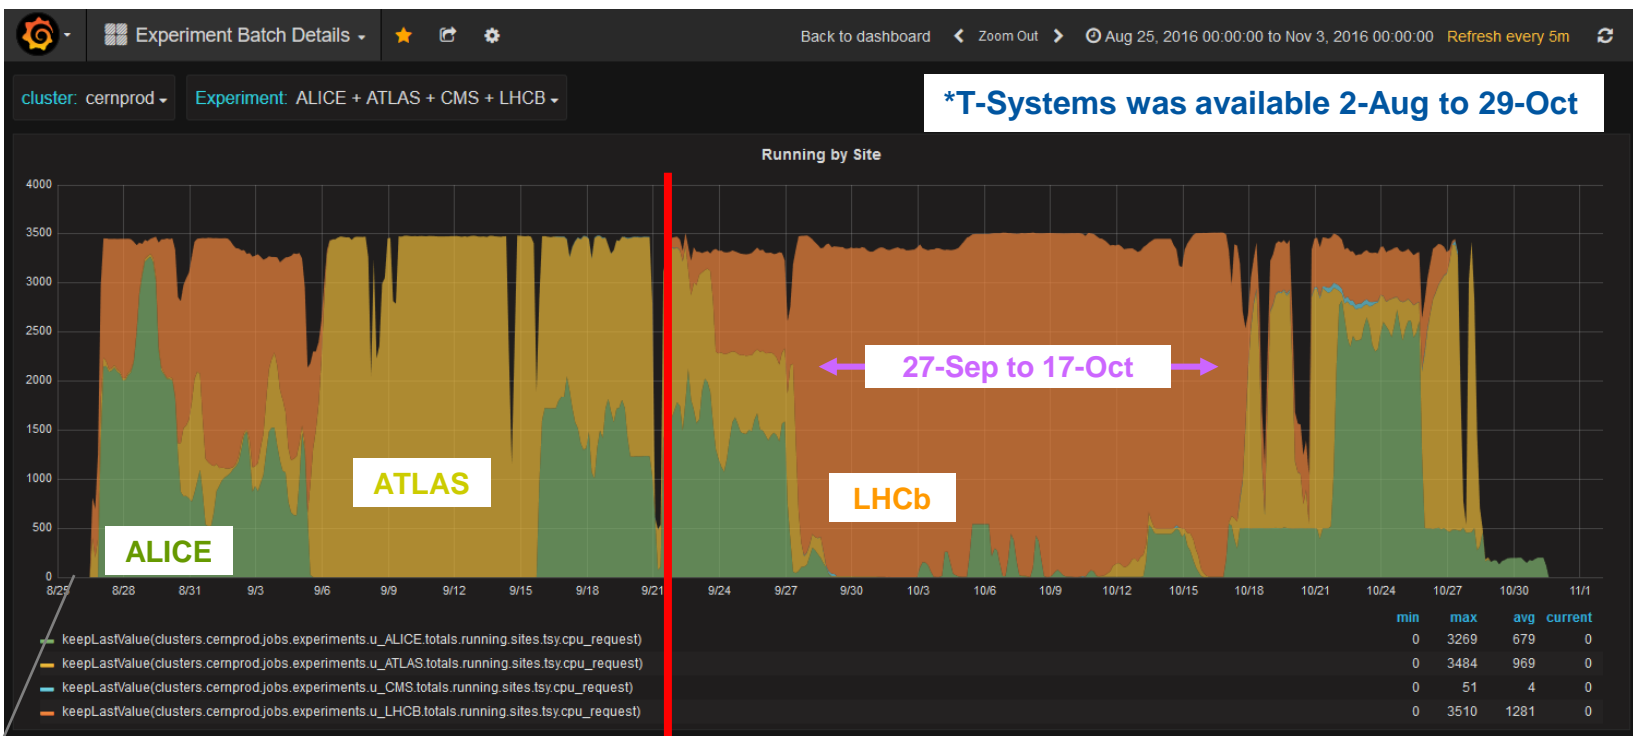 Experiment Batch Details
Back to dashboard Zoom Out Aug 25, 2016 00:00:00 to Nov 3, 2016 00:00:00 Refresh every 5m
cluster: cernprod Experiment: ALICE + ATLAS + CMS + LHCB
*T-Systems was available 2-Aug to 29-Oct
Running by Site
4000
3500
3000
2500
2000
1500
1000
500
0
27-Sep to 17-Oct
ATLAS
LHCb
ALICE
8/25 8/28 8/31 9/3 9/6 9/9 9/12 9/15 9/18 9/21 9/24 9/27 9/30 10/3 10/6 10/9 10/12 10/15 10/18 10/21 10/24 10/27 10/30 11/1
min max avg current
keepLastValue(clusters.cernprod.jobs.experiments.u_ALICE.totals.running.sites.tsy.cpu_request) 0 3269 679 0
keepLastValue(clusters.cernprod.jobs.experiments.u_ATLAS.totals.running.sites.tsy.cpu_request) 0 3484 969 0
keepLastValue(clusters.cernprod.jobs.experiments.u_CMS.totals.running.sites.tsy.cpu_request) 0 51 4 0
keepLastValue(clusters.cernprod.jobs.experiments.u_LHCB.totals.running.sites.tsy.cpu_request) 0 3510 1281 0